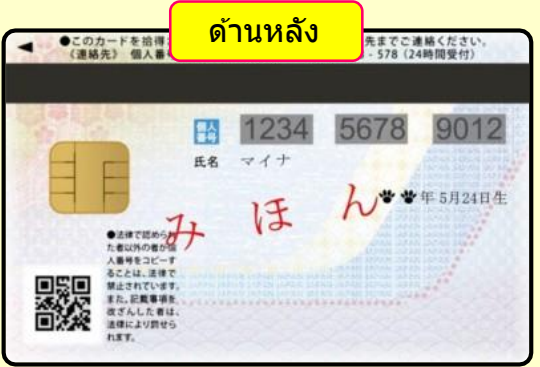 ด้านหลัง
●このカードを拾得
先までご連絡ください。
《連絡先》 個人番
-578（24時間受付）
個人番号 1234 5678 9012
氏名 マイナ
年 5月24日生
みほん
●法律で認められ
た者以外の者が個
人番号をコピーす
ることは、法律で
禁止されています。
また、記載事項を
改ざんした者は、
法律により罰せら
れます。